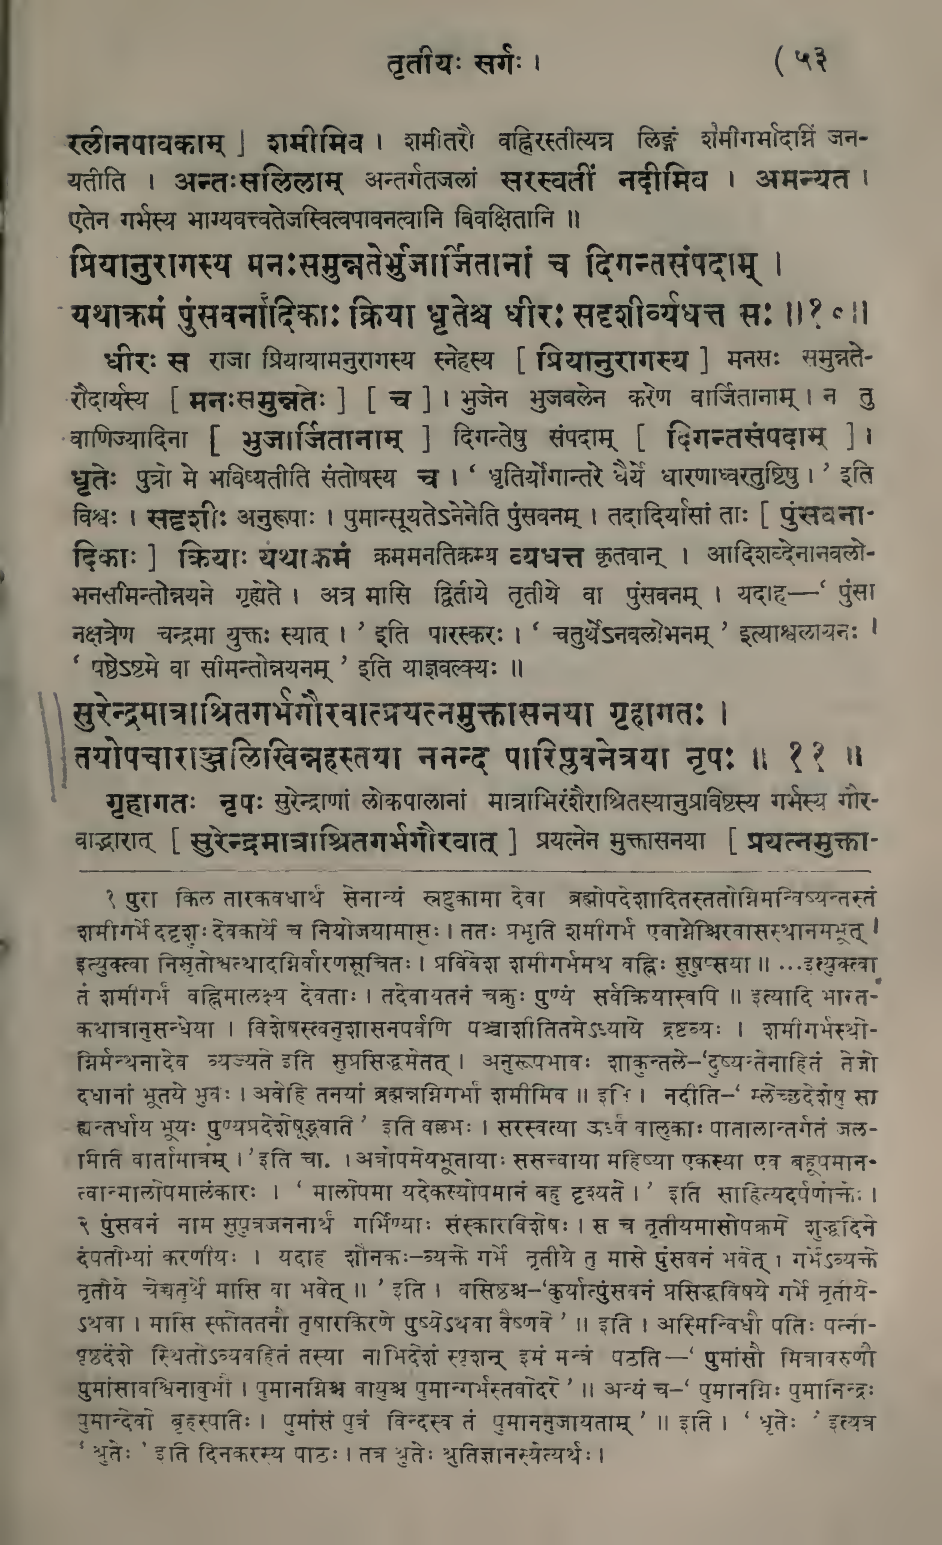 तृतीयः सर्गः । ( ५३
रलीनपावकाम् ] शमीमिव । शमीतरौ वह्निरस्तीत्यत्र लिङ्गं शमीगर्भादग्निं जन-
यतीति । अन्तःसलिलाम् अन्तर्गतजलां सरस्वतीं नदीमिव । अमन्यत ।
एतेन गर्भस्य भाग्यवत्त्वतेजस्वित्वपावनत्वानि विवक्षितानि ॥
प्रियानुरागस्य मनःसमुन्नतेर्भुजार्जितानां च दिगन्तसंपदाम् ।
यथाक्रमं पुंसवनादिकाः क्रिया धृतेश्च धीरः सदृशीर्व्यधत्त सः ॥१०॥
धीरः स राजा प्रियायामनुरागस्य स्नेहस्य [ प्रियानुरागस्य ] मनसः समुन्नते-
रौदार्यस्य [ मनःसमुन्नतेः ] [ च ] । भुजेन भुजबलेन करेण वार्जितानाम् । न तु
वाणिज्यादिना [ भुजार्जितानाम् ] दिगन्तेषु संपदाम् [ दिगन्तसंपदाम् ] ।
धृतेः पुत्रो मे भविष्यतीति संतोषस्य च । ‘ धृतिर्योगान्तरे धैर्ये धारणाध्वरतुष्टिषु । ’ इति
विश्वः । सदृशीः अनुरूपाः । पुमान्सूयतेऽनेनेति पुंसवनम् । तदादिर्यासां ताः [ पुंसवना-
दिकाः ] क्रियाः यथाक्रमं क्रममनतिक्रम्य व्यधत्त कृतवान् । आदिशब्देनानवलो-
भनसीमन्तोन्नयने गृह्येते । अत्र मासि द्वितीये तृतीये वा पुंसवनम् । यदाह—‘ पुंसा
नक्षत्रेण चन्द्रमा युक्तः स्यात् । ’ इति पारस्करः । ‘ चतुर्थेऽनवलोभनम् ’ इत्याश्वलायनः ।
‘ षष्ठेऽष्टमे वा सीमन्तोन्नयनम् ’ इति याज्ञवल्क्यः ॥
सुरेन्द्रमात्राश्रितगर्भगौरवात्प्रयत्नमुक्तासनया गृहागतः ।
तयोपचाराञ्जलिखिन्नहस्तया ननन्द पारिप्लवनेत्रया नृपः ॥ ११ ॥
गृहागतः नृपः सुरेन्द्राणां लोकपालानां मात्राभिरंशैराश्रितस्यानुप्रविष्टस्य गर्भस्य गौर-
वाद्भारात् [ सुरेन्द्रमात्राश्रितगर्भगौरवात् ] प्रयत्नेन मुक्तासनया [ प्रयत्नमुक्ता-
१ पुरा किल तारकवधार्थं सेनान्यं स्रष्टुकामा देवा ब्रह्मोपदेशादितस्ततोग्निमन्विष्यन्तस्तं
शमीगर्भे ददृशुः देवकार्ये च नियोजयामासुः । ततः प्रभृति शमीगर्भ एवाग्नेश्चिरवासस्थानमभूत् ।
इत्युक्त्वा निसृतोश्वत्थादग्निर्वारणसूचितः । प्रविवेश शमीगर्भमथ वह्निः सुषुप्सया ॥ ...इत्युक्त्वा
तं शमीगर्भं वह्निमालक्ष्य देवताः । तदेवायतनं चक्रुः पुण्यं सर्वक्रियास्वपि ॥ इत्यादि भारत-
कथात्रानुसन्धेया । विशेषस्त्वनुशासनपर्वणि पञ्चाशीतितमेऽध्याये द्रष्टव्यः । शमीगर्भस्थो-
ग्निर्मन्थनादेव व्यज्यते इति सुप्रसिद्धमेतत् । अनुरूपभावः शाकुन्तले–‘दुष्यन्तेनाहितं तेजो
दधानां भूतये भुवः । अवेहि तनयां ब्रह्मन्नग्निगर्भां शमीमिव ॥ इति । नदीति–‘ म्लेच्छदेशेषु सा
ह्यन्तर्धाय भूयः पुण्यप्रदेशेषूद्भवति ’ इति वल्लभः । सरस्वत्या ऊर्ध्वं वालुकाः पातालान्तर्गतं जल-
मिति वार्तामात्रम् । ’इति चा. । अत्रोपमेयभूतायाः ससत्त्वाया महिष्या एकस्या एव बहूपमान-
त्वान्मालोपमालंकारः । ‘ मालोपमा यदेकस्योपमानं बहु दृश्यते । ’ इति साहित्यदर्पणोक्तेः ।
२ पुंसवनं नाम सुपुत्रजननार्थं गर्भिण्याः संस्कारविशेषः । स च तृतीयमासोपक्रमे शुद्धदिने
दंपतीभ्यां करणीयः । यदाह शौनकः–व्यक्ते गर्भे तृतीये तु मासे पुंसवनं भवेत् । गर्भेऽव्यक्ते
तृतीये चेच्चतुर्थे मासि वा भवेत् ॥ ’ इति । वसिष्ठश्च–‘कुर्यात्पुंसवनं प्रसिद्धविषये गर्भे तृतीये-
ऽथवा । मासि स्फीततनौ तुषारकिरणे पुष्येऽथवा वैष्णवे ’ ॥ इति । अस्मिन्विधौ पतिः पत्नी-
पृष्ठदेशे स्थितोऽव्यवहितं तस्या नाभिदेशं स्पृशन् इमं मन्त्रं पठति—‘ पुमांसौ मित्रावरुणौ
पुमांसावश्विनावुभौ । पुमानग्निश्च वायुश्च पुमान्गर्भस्तवोदरे ’ ॥ अन्यं च–‘ पुमानग्निः पुमानिन्द्रः
पुमान्देवो बृहस्पतिः । पुमांसं पुत्रं विन्दस्व तं पुमाननुजायताम् ’ ॥ इति । ‘ धृतेः ’ इत्यत्र
‘ श्रुतेः ’ इति दिनकरस्य पाठः । तत्र श्रुतेः श्रुतिज्ञानस्येत्यर्थः ।